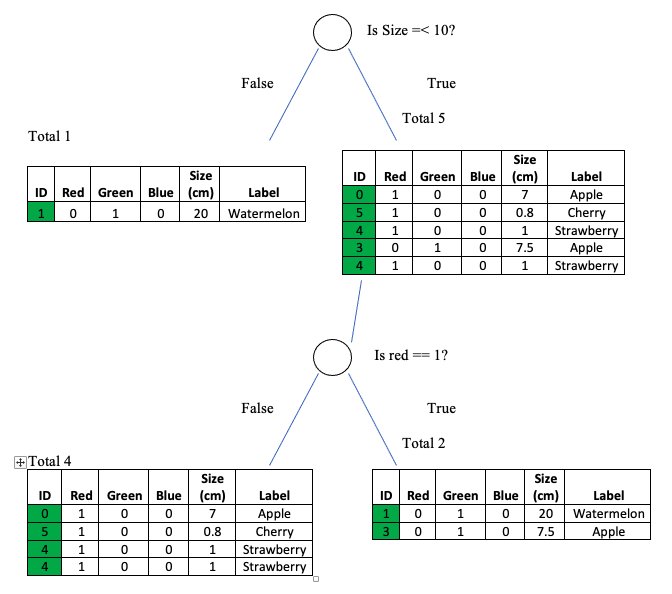 Is Size =< 10?
False True
Total 5
Total 1
ID Red Green Blue Size (cm) Label
1 0 1 0 20 Watermelon
ID Red Green Blue Size (cm) Label
0 1 0 0 7 Apple
5 1 0 0 0.8 Cherry
4 1 0 0 1 Strawberry
3 0 1 0 7.5 Apple
4 1 0 0 1 Strawberry
Is red == 1?
False True
Total 2
Total 4
ID Red Green Blue Size (cm) Label
0 1 0 0 7 Apple
5 1 0 0 0.8 Cherry
4 1 0 0 1 Strawberry
4 1 0 0 1 Strawberry
ID Red Green Blue Size (cm) Label
1 0 1 0 20 Watermelon
3 0 1 0 7.5 Apple